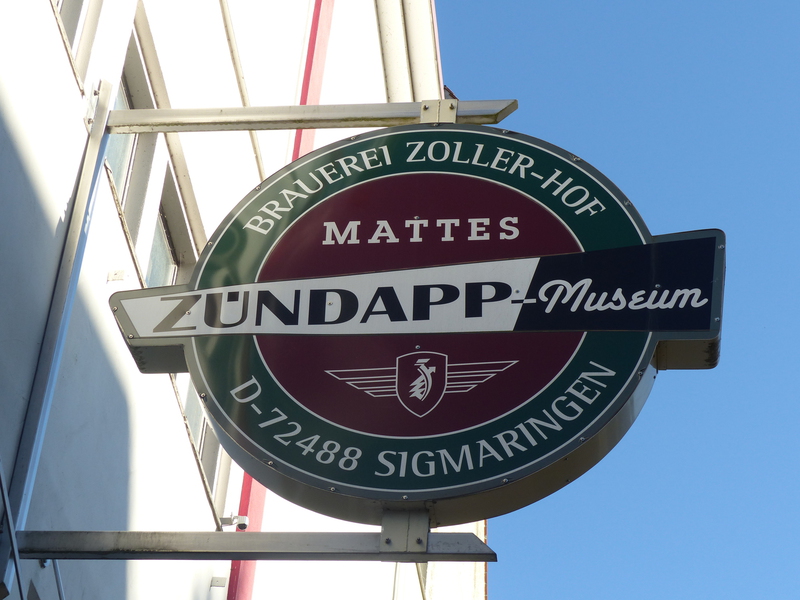 BRAUEREI ZOLLER-HOF
MATTES
ZÜNDAPP-Museum
D-72488 SIGMARINGEN